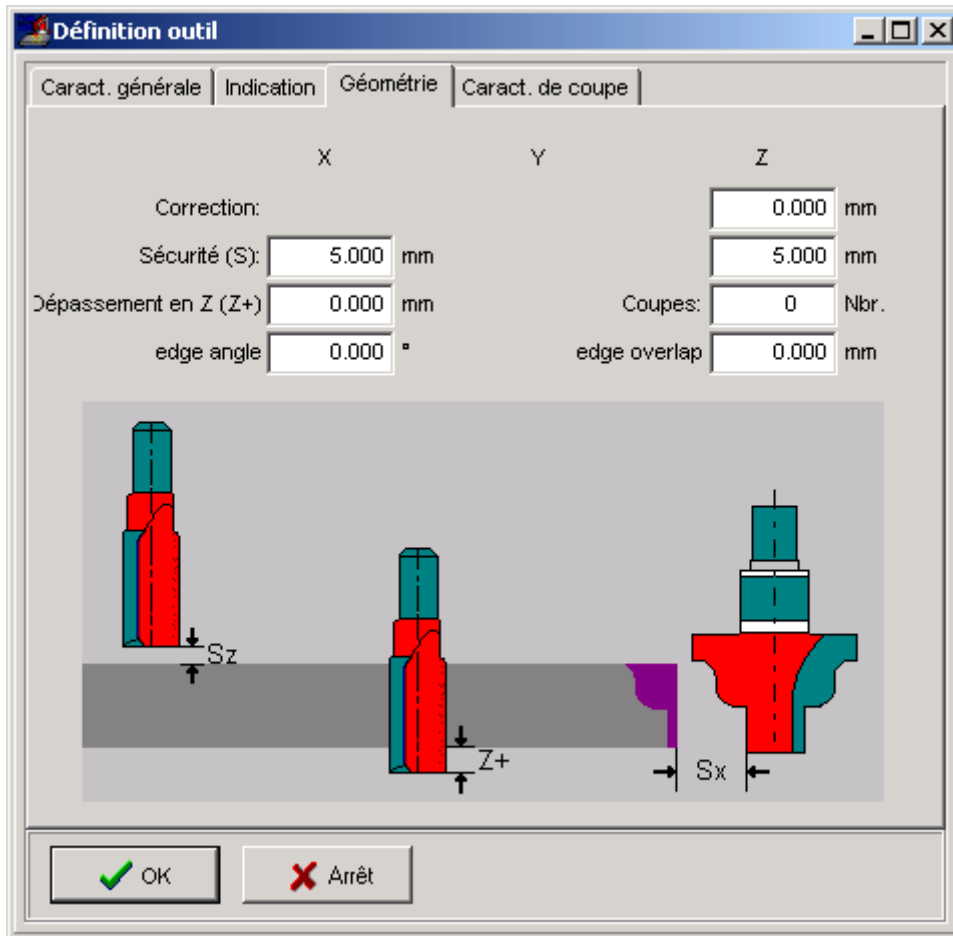 Définition outil
Caract. générale Indication Géométrie Caract. de coupe
X Y Z
Correction: 0.000 mm
Sécurité (S): 5.000 mm 5.000 mm
Dépassement en Z (Z+) 0.000 mm Coupes: 0 Nbr.
edge angle 0.000 ° edge overlap 0.000 mm
Sz
Z+
Sx
OK Arrêt